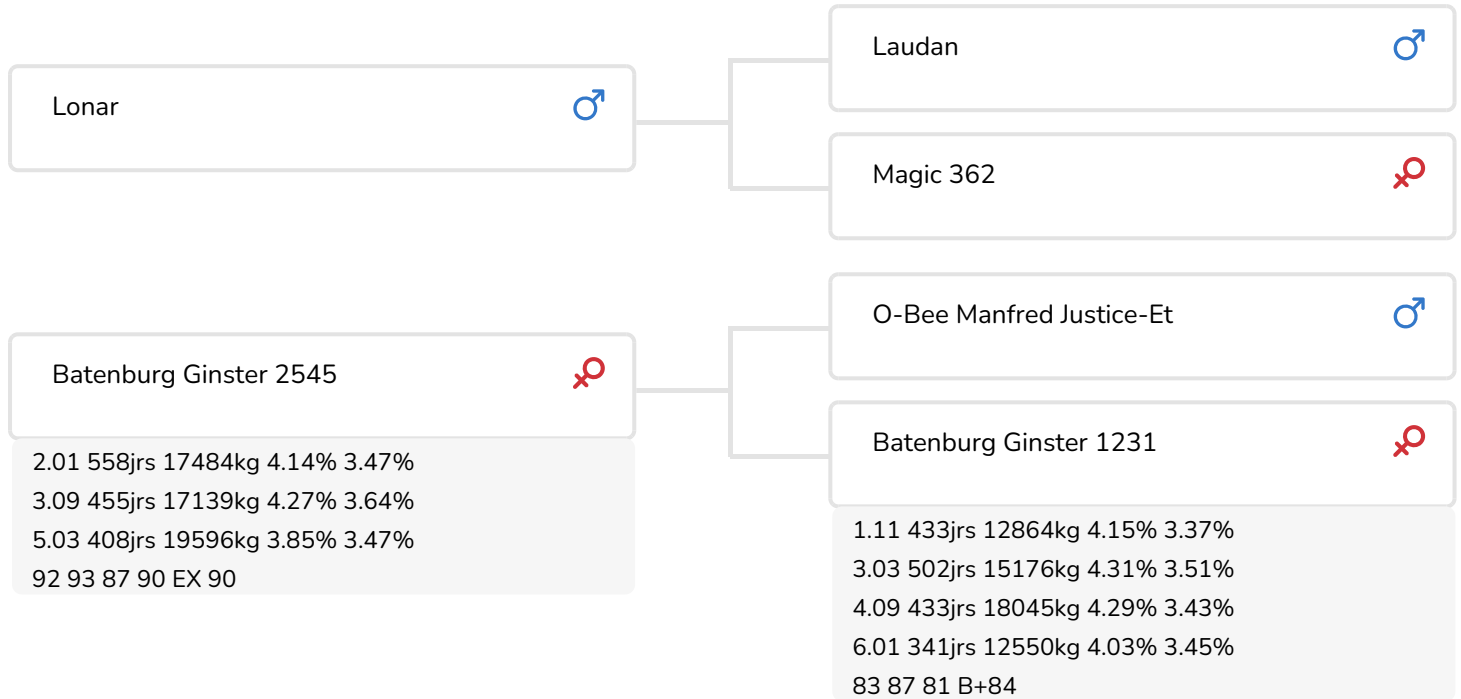 Lonar
Laudan
Magic 362
Batenburg Ginster 2545
2.01 558jrs 17484kg 4.14% 3.47%
3.09 455jrs 17139kg 4.27% 3.64%
5.03 408jrs 19596kg 3.85% 3.47%
92 93 87 90 EX 90
O-Bee Manfred Justice-Et
Batenburg Ginster 1231
1.11 433jrs 12864kg 4.15% 3.37%
3.03 502jrs 15176kg 4.31% 3.51%
4.09 433jrs 18045kg 4.29% 3.43%
6.01 341jrs 12550kg 4.03% 3.45%
83 87 81 B+84